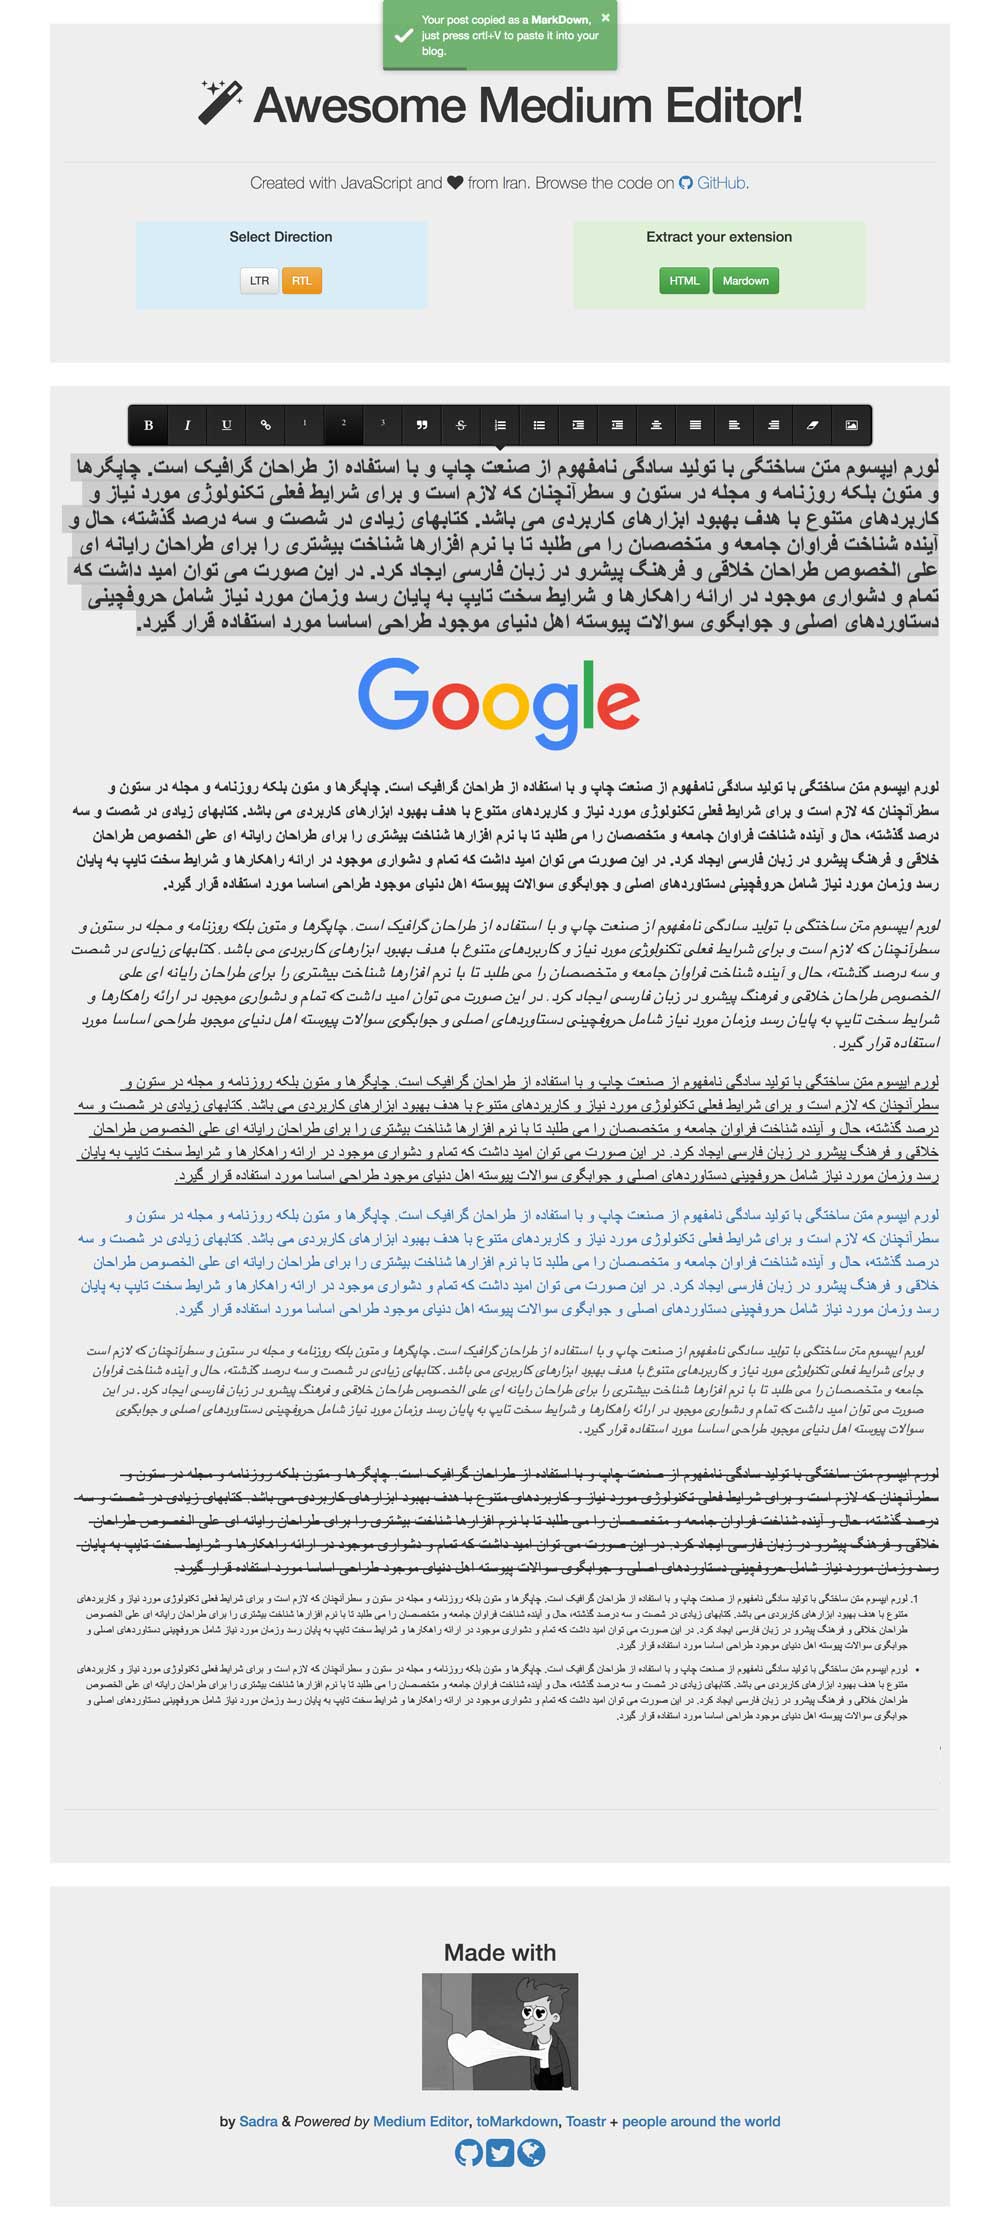 Your post copied as a MarkDown,
just press crtl+V to paste it into your
blog.
×
Awesome Medium Editor!
Created with JavaScript and from Iran. Browse the code on GitHub.
Select Direction
LTR RTL
Extract your extension
HTML Mardown
B I U 1 2 3 S
لورم ایپسوم متن ساختگی با تولید سادگی نامفهوم از صنعت چاپ و با استفاده از طراحان گرافیک است. چاپگرها
و متون بلکه روزنامه و مجله در ستون و سطرآنچنان که لازم است و برای شرایط فعلی تکنولوژی مورد نیاز و
کاربردهای متنوع با هدف بهبود ابزارهای کاربردی می باشد. کتابهای زیادی در شصت و سه درصد گذشته، حال و
آینده شناخت فراوان جامعه و متخصصان را می طلبد تا با نرم افزارها شناخت بیشتری را برای طراحان رایانه ای
علی الخصوص طراحان خلاقی و فرهنگ پیشرو در زبان فارسی ایجاد کرد. در این صورت می توان امید داشت که
تمام و دشواری موجود در ارائه راهکارها و شرایط سخت تایپ به پایان رسد وزمان مورد نیاز شامل حروفچینی
دستاوردهای اصلی و جوابگوی سوالات پیوسته اهل دنیای موجود طراحی اساسا مورد استفاده قرار گیرد.
Google
لورم ایپسوم متن ساختگی با تولید سادگی نامفهوم از صنعت چاپ و با استفاده از طراحان گرافیک است. چاپگرها و متون بلکه روزنامه و مجله در ستون و
سطرآنچنان که لازم است و برای شرایط فعلی تکنولوژی مورد نیاز و کاربردهای متنوع با هدف بهبود ابزارهای کاربردی می باشد. کتابهای زیادی در شصت و سه
درصد گذشته، حال و آینده شناخت فراوان جامعه و متخصصان را می طلبد تا با نرم افزارها شناخت بیشتری را برای طراحان رایانه ای علی الخصوص طراحان
خلاقی و فرهنگ پیشرو در زبان فارسی ایجاد کرد. در این صورت می توان امید داشت که تمام و دشواری موجود در ارائه راهکارها و شرایط سخت تایپ به پایان
رسد وزمان مورد نیاز شامل حروفچینی دستاوردهای اصلی و جوابگوی سوالات پیوسته اهل دنیای موجود طراحی اساسا مورد استفاده قرار گیرد.
لورم ایپسوم متن ساختگی با تولید سادگی نامفهوم از صنعت چاپ و با استفاده از طراحان گرافیک است. چاپگرها و متون بلکه روزنامه و مجله در ستون و
سطرآنچنان که لازم است و برای شرایط فعلی تکنولوژی مورد نیاز و کاربردهای متنوع با هدف بهبود ابزارهای کاربردی می باشد. کتابهای زیادی در شصت
و سه درصد گذشته، حال و آینده شناخت فراوان جامعه و متخصصان را می طلبد تا با نرم افزارها شناخت بیشتری را برای طراحان رایانه ای علی
الخصوص طراحان خلاقی و فرهنگ پیشرو در زبان فارسی ایجاد کرد. در این صورت می توان امید داشت که تمام و دشواری موجود در ارائه راهکارها و
شرایط سخت تایپ به پایان رسد وزمان مورد نیاز شامل حروفچینی دستاوردهای اصلی و جوابگوی سوالات پیوسته اهل دنیای موجود طراحی اساسا مورد
استفاده قرار گیرد.
لورم ایپسوم متن ساختگی با تولید سادگی نامفهوم از صنعت چاپ و با استفاده از طراحان گرافیک است. چاپگرها و متون بلکه روزنامه و مجله در ستون و
سطرآنچنان که لازم است و برای شرایط فعلی تکنولوژی مورد نیاز و کاربردهای متنوع با هدف بهبود ابزارهای کاربردی می باشد. کتابهای زیادی در شصت و سه
درصد گذشته، حال و آینده شناخت فراوان جامعه و متخصصان را می طلبد تا با نرم افزارها شناخت بیشتری را برای طراحان رایانه ای علی الخصوص طراحان
خلاقی و فرهنگ پیشرو در زبان فارسی ایجاد کرد. در این صورت می توان امید داشت که تمام و دشواری موجود در ارائه راهکارها و شرایط سخت تایپ به پایان
رسد وزمان مورد نیاز شامل حروفچینی دستاوردهای اصلی و جوابگوی سوالات پیوسته اهل دنیای موجود طراحی اساسا مورد استفاده قرار گیرد.
لورم ایپسوم متن ساختگی با تولید سادگی نامفهوم از صنعت چاپ و با استفاده از طراحان گرافیک است. چاپگرها و متون بلکه روزنامه و مجله در ستون و
سطرآنچنان که لازم است و برای شرایط فعلی تکنولوژی مورد نیاز و کاربردهای متنوع با هدف بهبود ابزارهای کاربردی می باشد. کتابهای زیادی در شصت و سه
درصد گذشته، حال و آینده شناخت فراوان جامعه و متخصصان را می طلبد تا با نرم افزارها شناخت بیشتری را برای طراحان رایانه ای علی الخصوص طراحان
خلاقی و فرهنگ پیشرو در زبان فارسی ایجاد کرد. در این صورت می توان امید داشت که تمام و دشواری موجود در ارائه راهکارها و شرایط سخت تایپ به پایان
رسد وزمان مورد نیاز شامل حروفچینی دستاوردهای اصلی و جوابگوی سوالات پیوسته اهل دنیای موجود طراحی اساسا مورد استفاده قرار گیرد.
لورم ایپسوم متن ساختگی با تولید سادگی نامفهوم از صنعت چاپ و با استفاده از طراحان گرافیک است. چاپگرها و متون بلکه روزنامه و مجله در ستون و سطرآنچنان که لازم است
و برای شرایط فعلی تکنولوژی مورد نیاز و کاربردهای متنوع با هدف بهبود ابزارهای کاربردی می باشد. کتابهای زیادی در شصت و سه درصد گذشته، حال و آینده شناخت فراوان
جامعه و متخصصان را می طلبد تا با نرم افزارها شناخت بیشتری را برای طراحان رایانه ای علی الخصوص طراحان خلاقی و فرهنگ پیشرو در زبان فارسی ایجاد کرد. در این
صورت می توان امید داشت که تمام و دشواری موجود در ارائه راهکارها و شرایط سخت تایپ به پایان رسد وزمان مورد نیاز شامل حروفچینی دستاوردهای اصلی و جوابگوی
سوالات پیوسته اهل دنیای موجود طراحی اساسا مورد استفاده قرار گیرد.
لورم ایپسوم متن ساختگی با تولید سادگی نامفهوم از صنعت چاپ و با استفاده از طراحان گرافیک است. چاپگرها و متون بلکه روزنامه و مجله در ستون و
سطرآنچنان که لازم است و برای شرایط فعلی تکنولوژی مورد نیاز و کاربردهای متنوع با هدف بهبود ابزارهای کاربردی می باشد. کتابهای زیادی در شصت و سه
درصد گذشته، حال و آینده شناخت فراوان جامعه و متخصصان را می طلبد تا با نرم افزارها شناخت بیشتری را برای طراحان رایانه ای علی الخصوص طراحان
خلاقی و فرهنگ پیشرو در زبان فارسی ایجاد کرد. در این صورت می توان امید داشت که تمام و دشواری موجود در ارائه راهکارها و شرایط سخت تایپ به پایان
رسد وزمان مورد نیاز شامل حروفچینی دستاوردهای اصلی و جوابگوی سوالات پیوسته اهل دنیای موجود طراحی اساسا مورد استفاده قرار گیرد.
1. لورم ایپسوم متن ساختگی با تولید سادگی نامفهوم از صنعت چاپ و با استفاده از طراحان گرافیک است. چاپگرها و متون بلکه روزنامه و مجله در ستون و سطرآنچنان که لازم است و برای شرایط فعلی تکنولوژی مورد نیاز و کاربردهای
متنوع با هدف بهبود ابزارهای کاربردی می باشد. کتابهای زیادی در شصت و سه درصد گذشته، حال و آینده شناخت فراوان جامعه و متخصصان را می طلبد تا با نرم افزارها شناخت بیشتری را برای طراحان رایانه ای علی الخصوص
طراحان خلاقی و فرهنگ پیشرو در زبان فارسی ایجاد کرد. در این صورت می توان امید داشت که تمام و دشواری موجود در ارائه راهکارها و شرایط سخت تایپ به پایان رسد وزمان مورد نیاز شامل حروفچینی دستاوردهای اصلی و
جوابگوی سوالات پیوسته اهل دنیای موجود طراحی اساسا مورد استفاده قرار گیرد.
• لورم ایپسوم متن ساختگی با تولید سادگی نامفهوم از صنعت چاپ و با استفاده از طراحان گرافیک است. چاپگرها و متون بلکه روزنامه و مجله در ستون و سطرآنچنان که لازم است و برای شرایط فعلی تکنولوژی مورد نیاز و کاربردهای
متنوع با هدف بهبود ابزارهای کاربردی می باشد. کتابهای زیادی در شصت و سه درصد گذشته، حال و آینده شناخت فراوان جامعه و متخصصان را می طلبد تا با نرم افزارها شناخت بیشتری را برای طراحان رایانه ای علی الخصوص
طراحان خلاقی و فرهنگ پیشرو در زبان فارسی ایجاد کرد. در این صورت می توان امید داشت که تمام و دشواری موجود در ارائه راهکارها و شرایط سخت تایپ به پایان رسد وزمان مورد نیاز شامل حروفچینی دستاوردهای اصلی و
جوابگوی سوالات پیوسته اهل دنیای موجود طراحی اساسا مورد استفاده قرار گیرد.
Made with
by Sadra & Powered by Medium Editor, toMarkdown, Toastr + people around the world